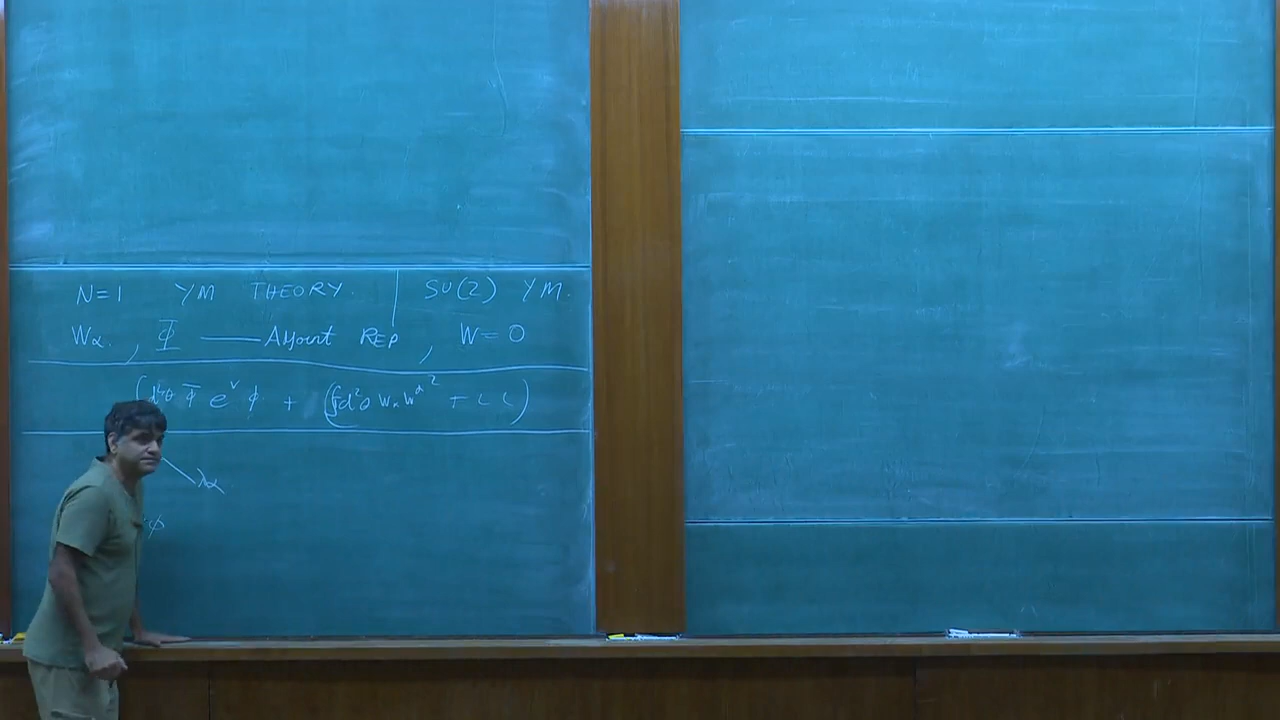 N=1 YM THEORY. | SU(2) YM.
Wα, Φ — Adjoint REP, W=0
∫d⁴θ Φ̄ e^v ϕ + (∫d²θ Wα W^α ² + c c)
λα
ϕ